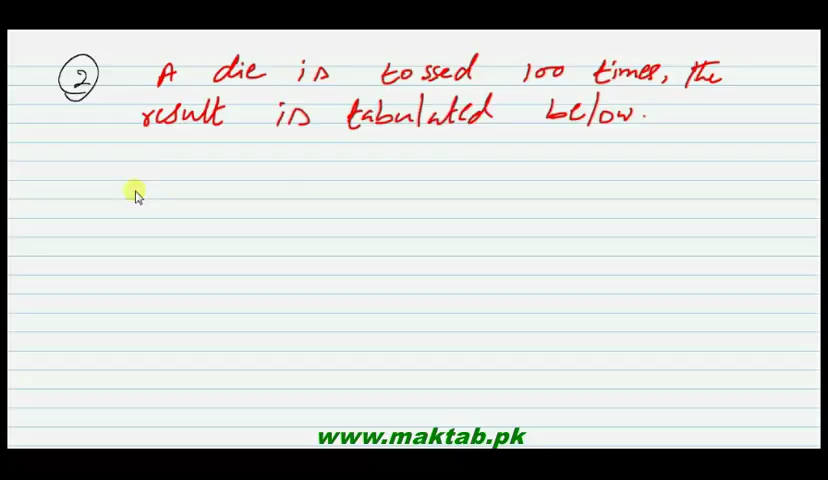 2 A die is tossed 100 times, the
result is tabulated below.
www.maktab.pk